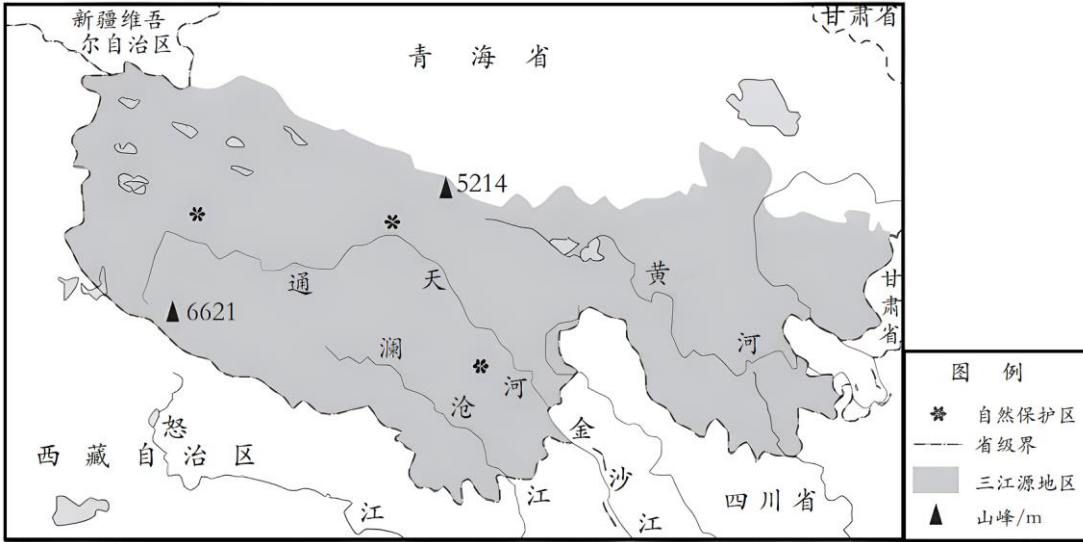 新疆维吾
尔自治区
甘肃省
青海省
5214
6621
通天河
黄河
澜沧江
金沙江
怒江
甘肃省
西藏自治区
四川省
图例
自然保护区
省级界
三江源地区
山峰/m